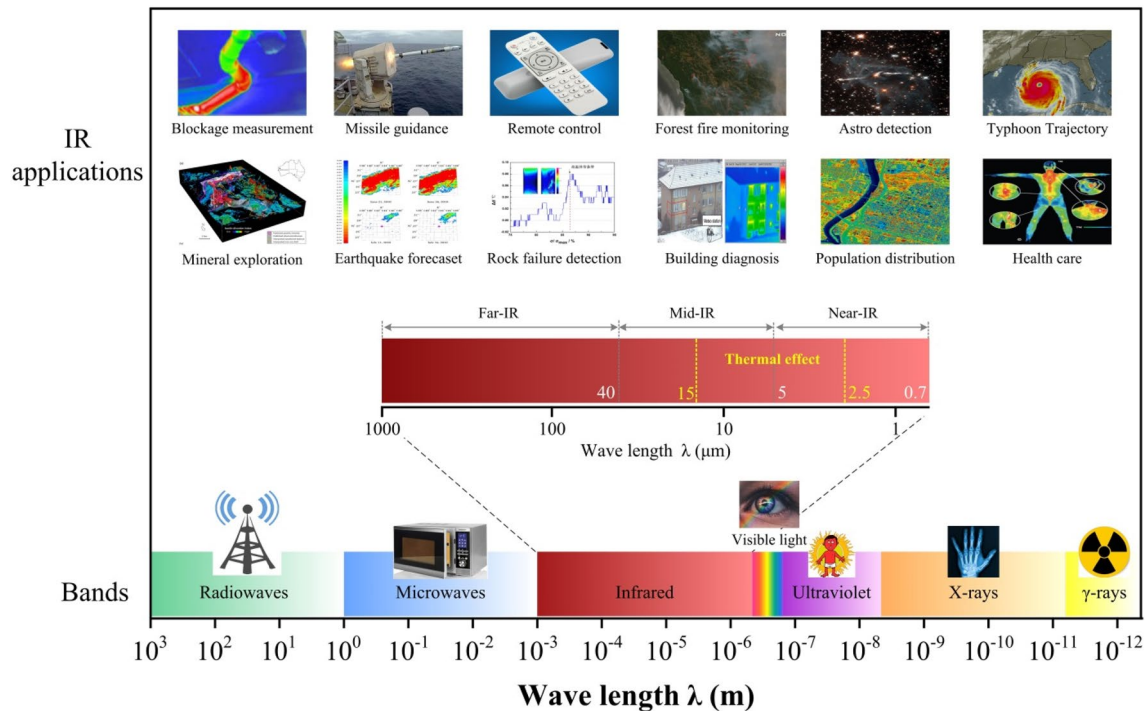 IR
applications
Blockage measurement
Missile guidance
Remote control
Forest fire monitoring
Astro detection
Typhoon Trajectory
Mineral exploration
Earthquake forecaset
Rock failure detection
Building diagnosis
Population distribution
Health care
Far-IR
Mid-IR
Near-IR
Thermal effect
40
15
5
2.5
0.7
1000
100
10
1
Wave length λ (μm)
Visible light
Bands
Radiowaves
Microwaves
Infrared
Ultraviolet
X-rays
γ-rays
10³ 10² 10¹ 10⁰ 10⁻¹ 10⁻² 10⁻³ 10⁻⁴ 10⁻⁵ 10⁻⁶ 10⁻⁷ 10⁻⁸ 10⁻⁹ 10⁻¹⁰ 10⁻¹¹ 10⁻¹²
Wave length λ (m)